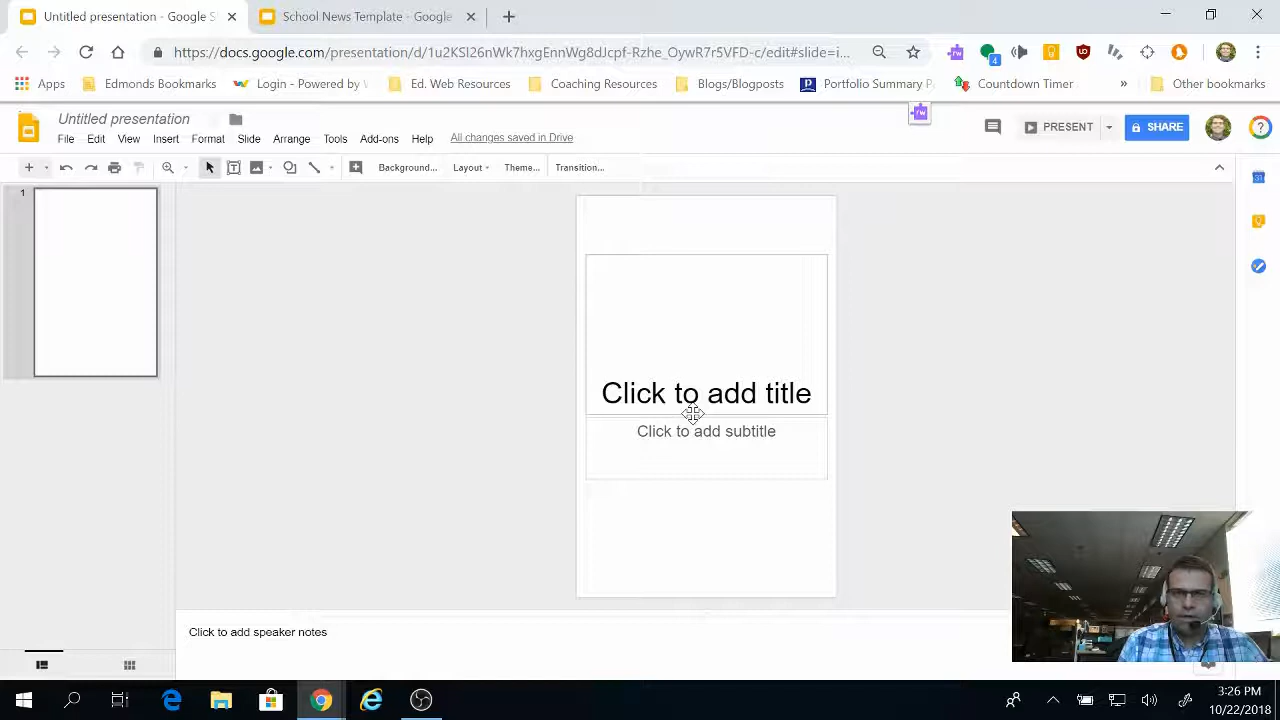 Untitled presentation - Google S
School News Template - Google
https://docs.google.com/presentation/d/1u2KSl26nWk7hxgEnnWg8dJcpf-Rzhe_OywR7r5VFD-c/edit#slide=i...
4
Apps
Edmonds Bookmarks
Login - Powered by
Ed. Web Resources
Coaching Resources
Blogs/Blogposts
Portfolio Summary P
Countdown Timer
»
Other bookmarks
Untitled presentation
File Edit View Insert Format Slide Arrange Tools Add-ons Help
All changes saved in Drive
PRESENT
SHARE
Background...
Layout
Theme...
Transition...
31
1
Click to add title
Click to add subtitle
Click to add speaker notes
3:26 PM
10/22/2018